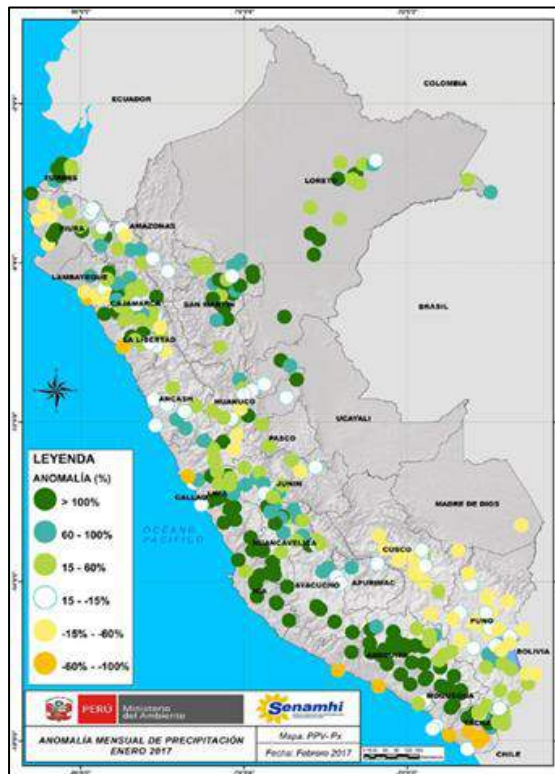 COLOMBIA
ECUADOR
TUMBES
LORETO
PIURA
AMAZONAS
LAMBAYEQUE
CAJAMARCA
SAN MARTIN
BRASIL
LA LIBERTAD
ANCASH
HUANUCO
UCAYALI
PASCO
LEYENDA
ANOMALÍA (%)
> 100%
60 - 100%
15 - 60%
15 - -15%
-15% - -60%
-60% - -100%
JUNIN
CALLAO
LIMA
MADRE DE DIOS
OCEANO
PACIFICO
HUANCAVELICA
CUSCO
AYACUCHO
APURIMAC
ICA
PUNO
BOLIVIA
AREQUIPA
MOQUEGUA
TACNA
CHILE
PERÚ
Ministerio
del Ambiente
Senamhi
ANOMALÍA MENSUAL DE PRECIPITACIÓN
ENERO 2017
Mapa: PPV- Px
Fecha: Febrero 2017